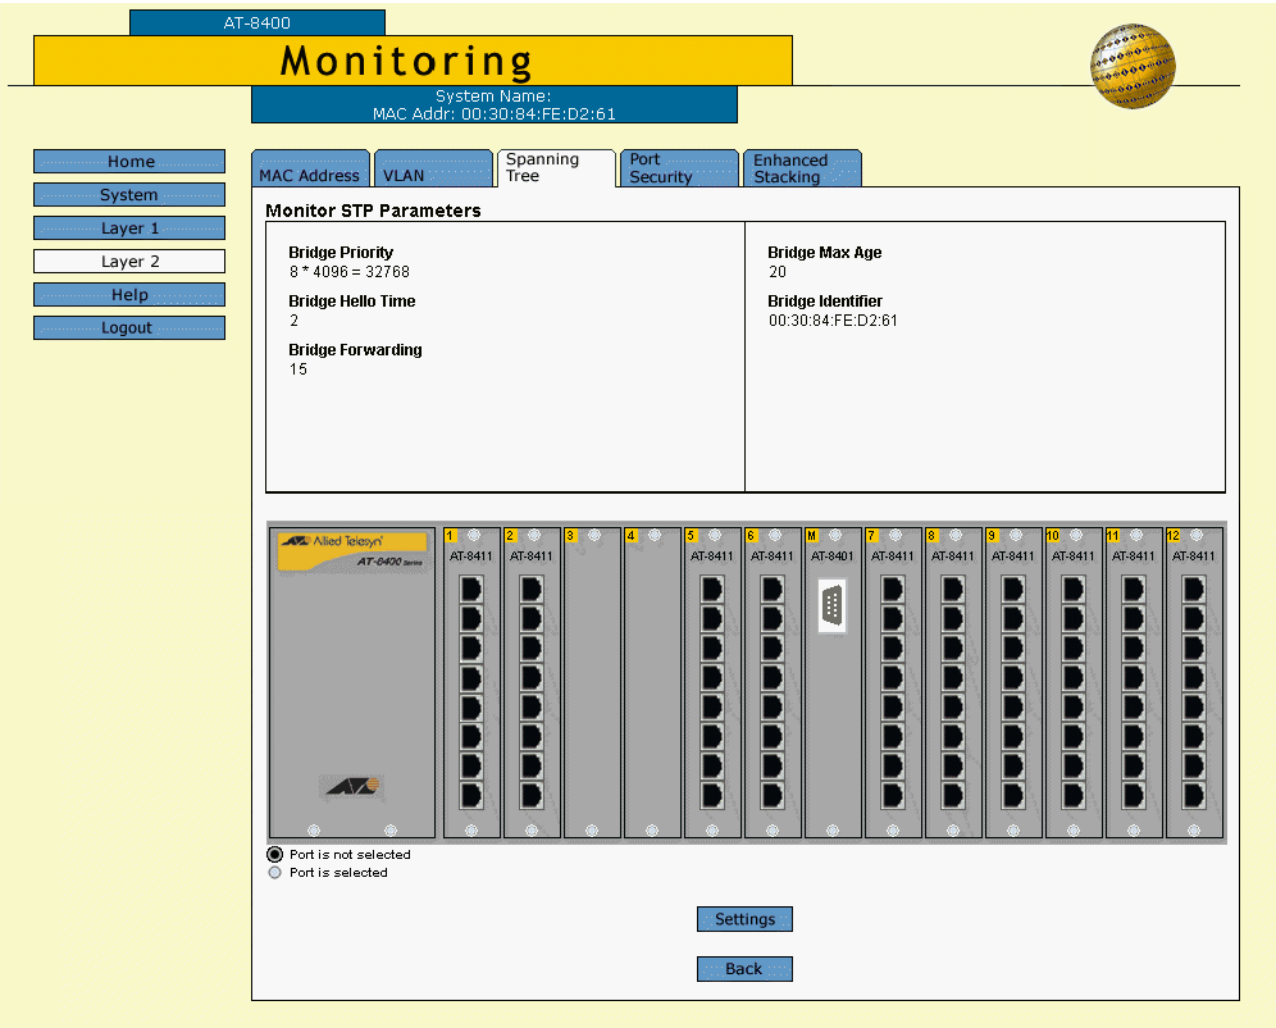 AT-8400
Monitoring
System Name:
MAC Addr: 00:30:84:FE:D2:61
Home
System
Layer 1
Layer 2
Help
Logout
MAC Address
VLAN
Spanning
Tree
Port
Security
Enhanced
Stacking
Monitor STP Parameters
Bridge Priority
8 * 4096 = 32768
Bridge Hello Time
2
Bridge Forwarding
15
Bridge Max Age
20
Bridge Identifier
00:30:84:FE:D2:61
Allied Telesyn
AT-8400 Series
1 2 3 4 5 6 M 7 8 9 10 11 12
AT-8411 AT-8411 AT-8411 AT-8411 AT-8401 AT-8411 AT-8411 AT-8411 AT-8411 AT-8411 AT-8411
Port is not selected
Port is selected
Settings
Back